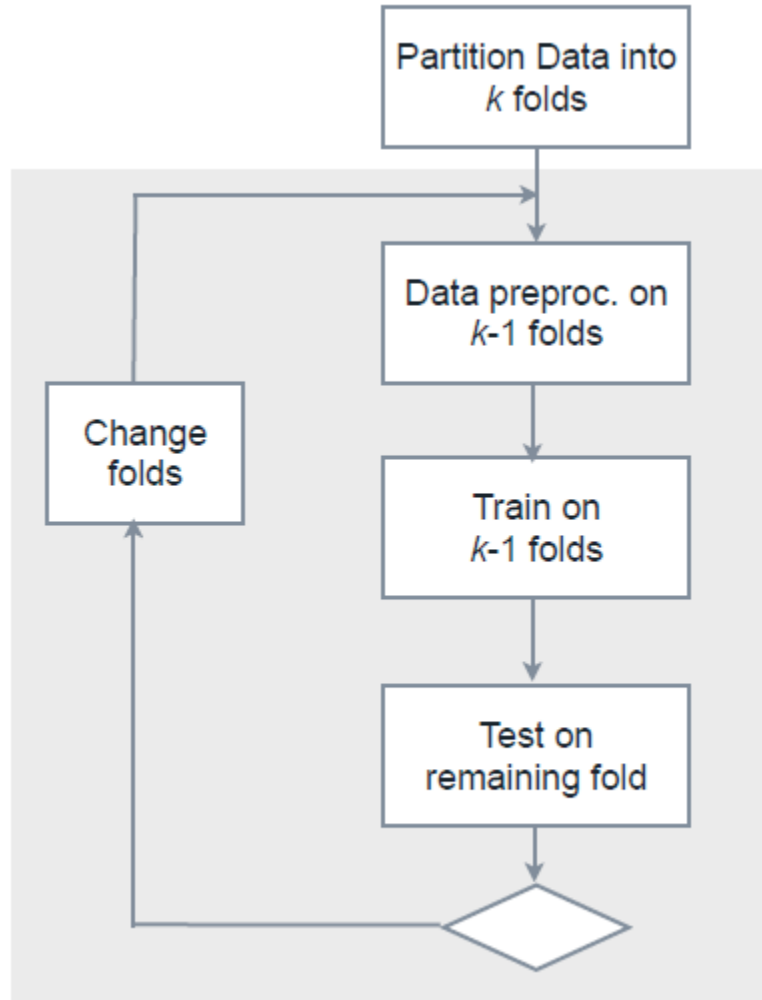 Partition Data into
k folds
Data preproc. on
k-1 folds
Change
folds
Train on
k-1 folds
Test on
remaining fold